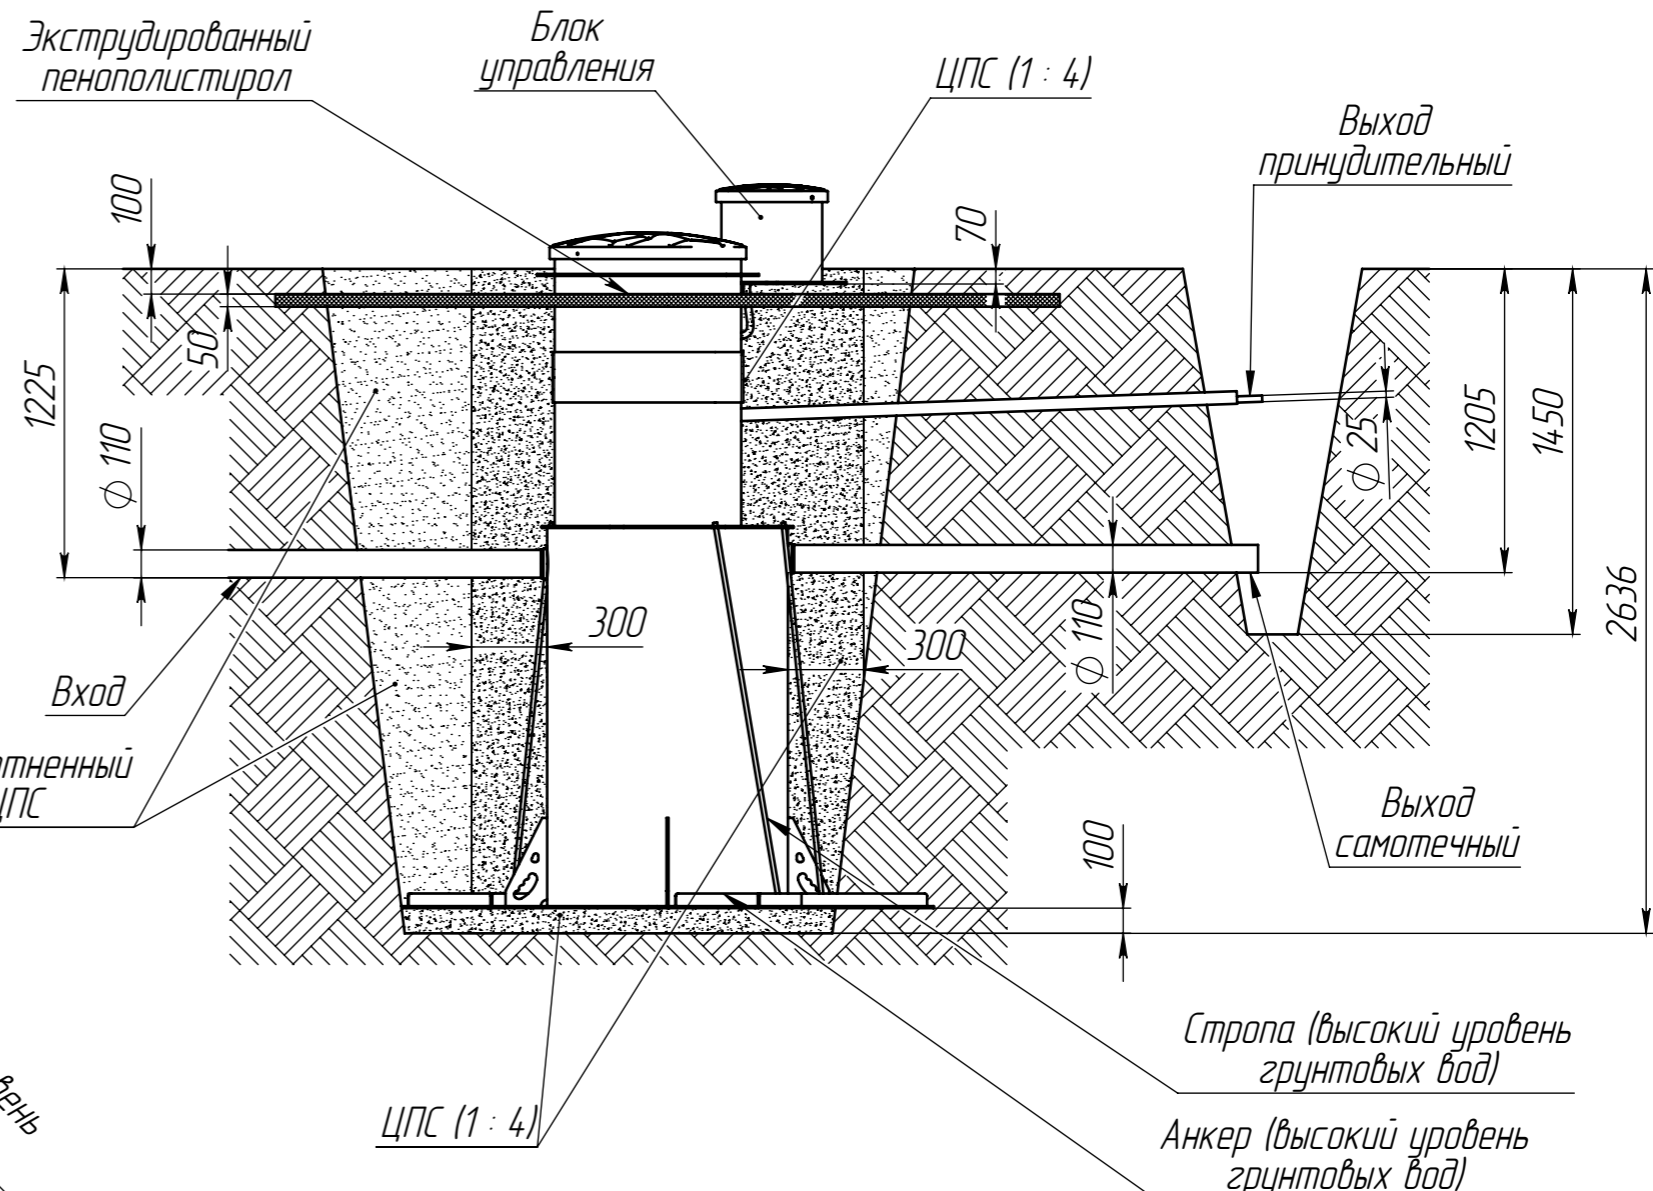 Экструдированный
пенополистирол
Блок
управления
ЦПС (1 : 4)
Выход
принудительный
100
70
50
1225
⌀ 110
1205
1450
⌀ 25
2636
300
300
⌀ 110
Вход
ЦПС
100
Выход
самотечный
Стропа (высокий уровень
грунтовых вод)
ЦПС (1 : 4)
Анкер (высокий уровень
грунтовых вод)